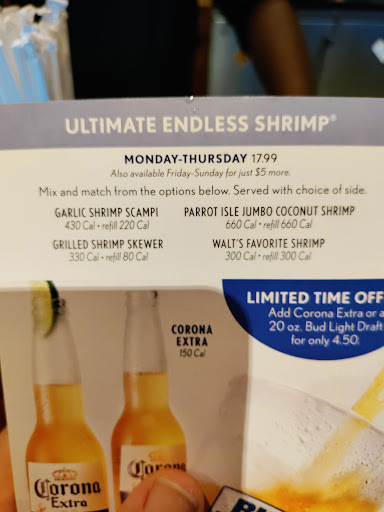 ULTIMATE ENDLESS SHRIMP®
MONDAY-THURSDAY 17.99
Also available Friday-Sunday for just $5 more.
Mix and match from the options below. Served with choice of side.
GARLIC SHRIMP SCAMPI
430 Cal • refill 220 Cal
PARROT ISLE JUMBO COCONUT SHRIMP
660 Cal • refill 660 Cal
GRILLED SHRIMP SKEWER
330 Cal • refill 80 Cal
WALT'S FAVORITE SHRIMP
300 Cal • refill 300 Cal
CORONA
EXTRA
150 Cal
LIMITED TIME OFF
Add Corona Extra or a
20 oz. Bud Light Draft
for only 4.50.
Corona
Extra
Corona